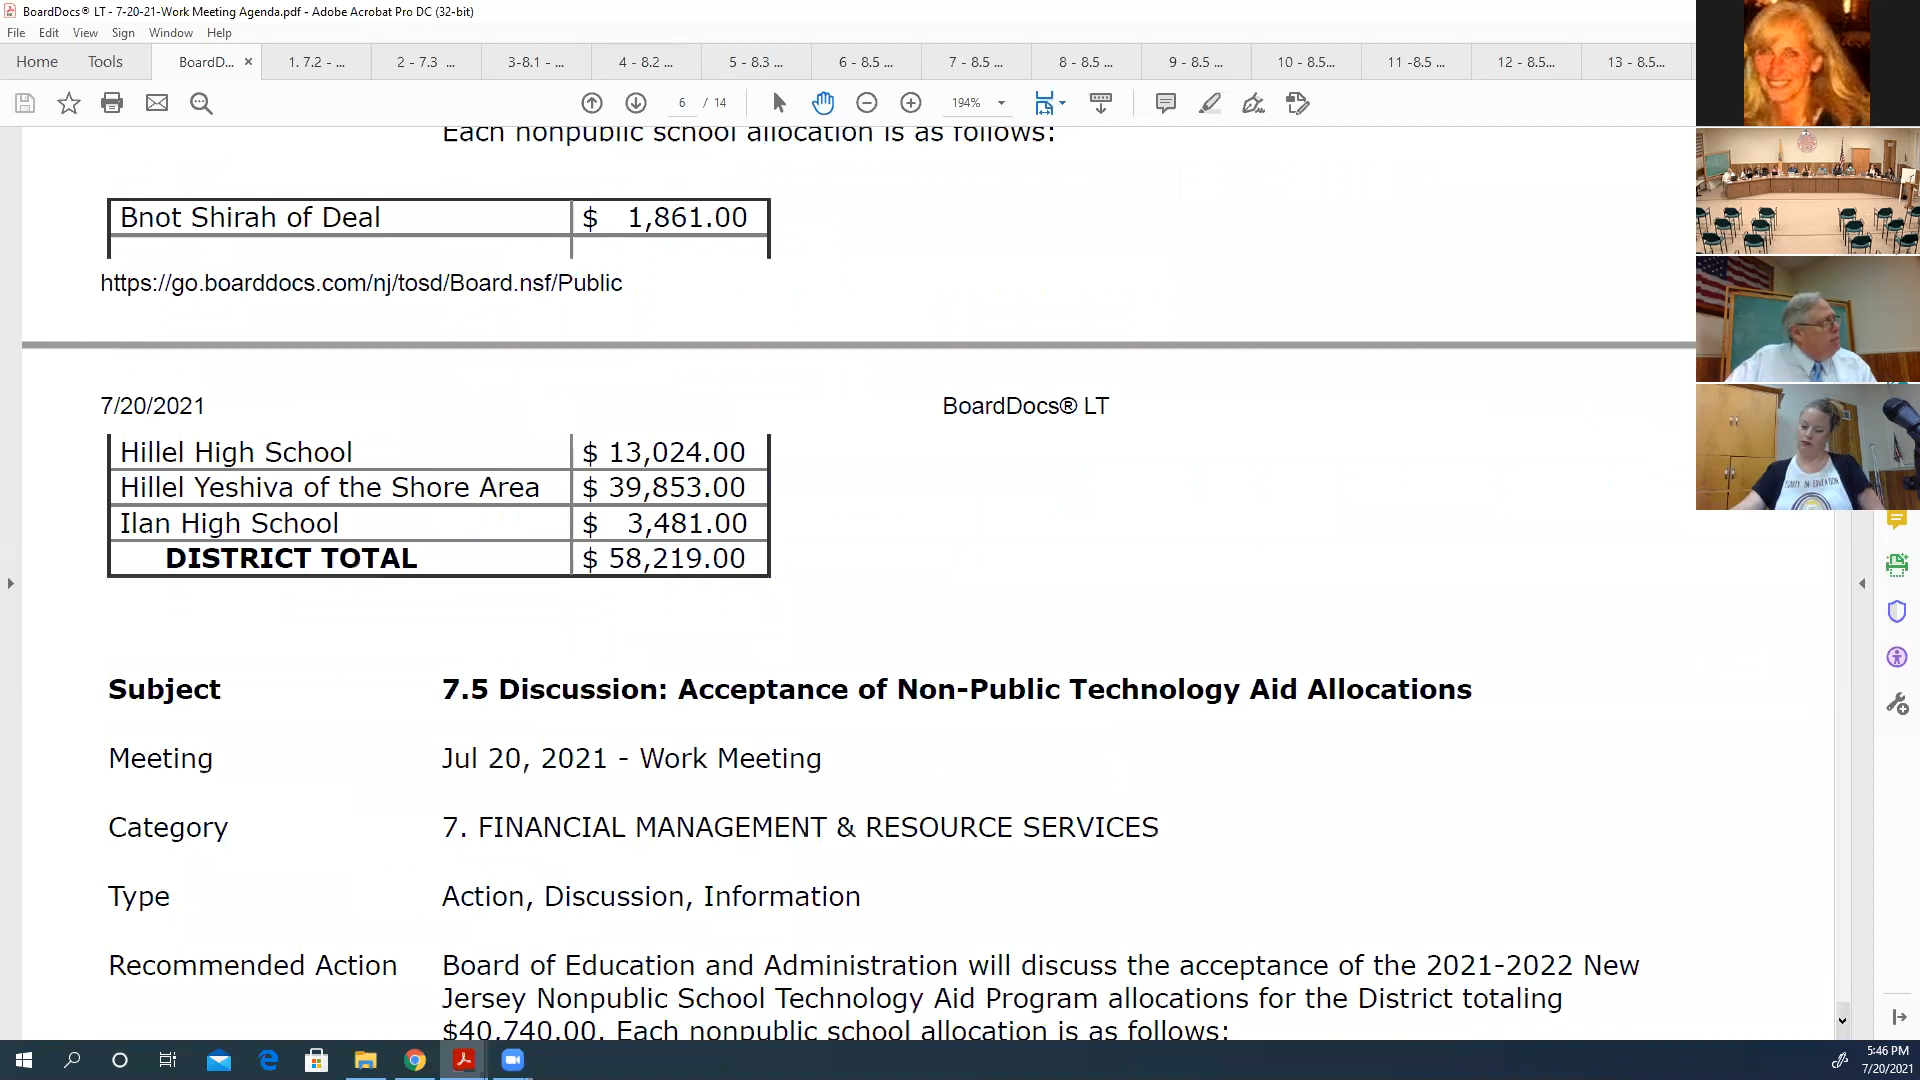 BoardDocs® LT - 7-20-21-Work Meeting Agenda.pdf - Adobe Acrobat Pro DC (32-bit)
File Edit View Sign Window Help
Home Tools BoardD... × 1. 7.2 - ... 2 - 7.3 ... 3-8.1 - ... 4 - 8.2 ... 5 - 8.3 ... 6 - 8.5 ... 7 - 8.5 ... 8 - 8.5 ... 9 - 8.5 ... 10 - 8.5... 11 -8.5 ... 12 - 8.5... 13 - 8.5...
6 / 14 194%
Each nonpublic school allocation is as follows:
Bnot Shirah of Deal $ 1,861.00
https://go.boarddocs.com/nj/tosd/Board.nsf/Public
7/20/2021 BoardDocs® LT
Hillel High School $ 13,024.00
Hillel Yeshiva of the Shore Area $ 39,853.00
Ilan High School $ 3,481.00
DISTRICT TOTAL $ 58,219.00
Subject 7.5 Discussion: Acceptance of Non-Public Technology Aid Allocations
Meeting Jul 20, 2021 - Work Meeting
Category 7. FINANCIAL MANAGEMENT & RESOURCE SERVICES
Type Action, Discussion, Information
Recommended Action Board of Education and Administration will discuss the acceptance of the 2021-2022 New
Jersey Nonpublic School Technology Aid Program allocations for the District totaling
$40,740.00. Each nonpublic school allocation is as follows:
EQUITY IN EDUCATION
5:46 PM
7/20/2021